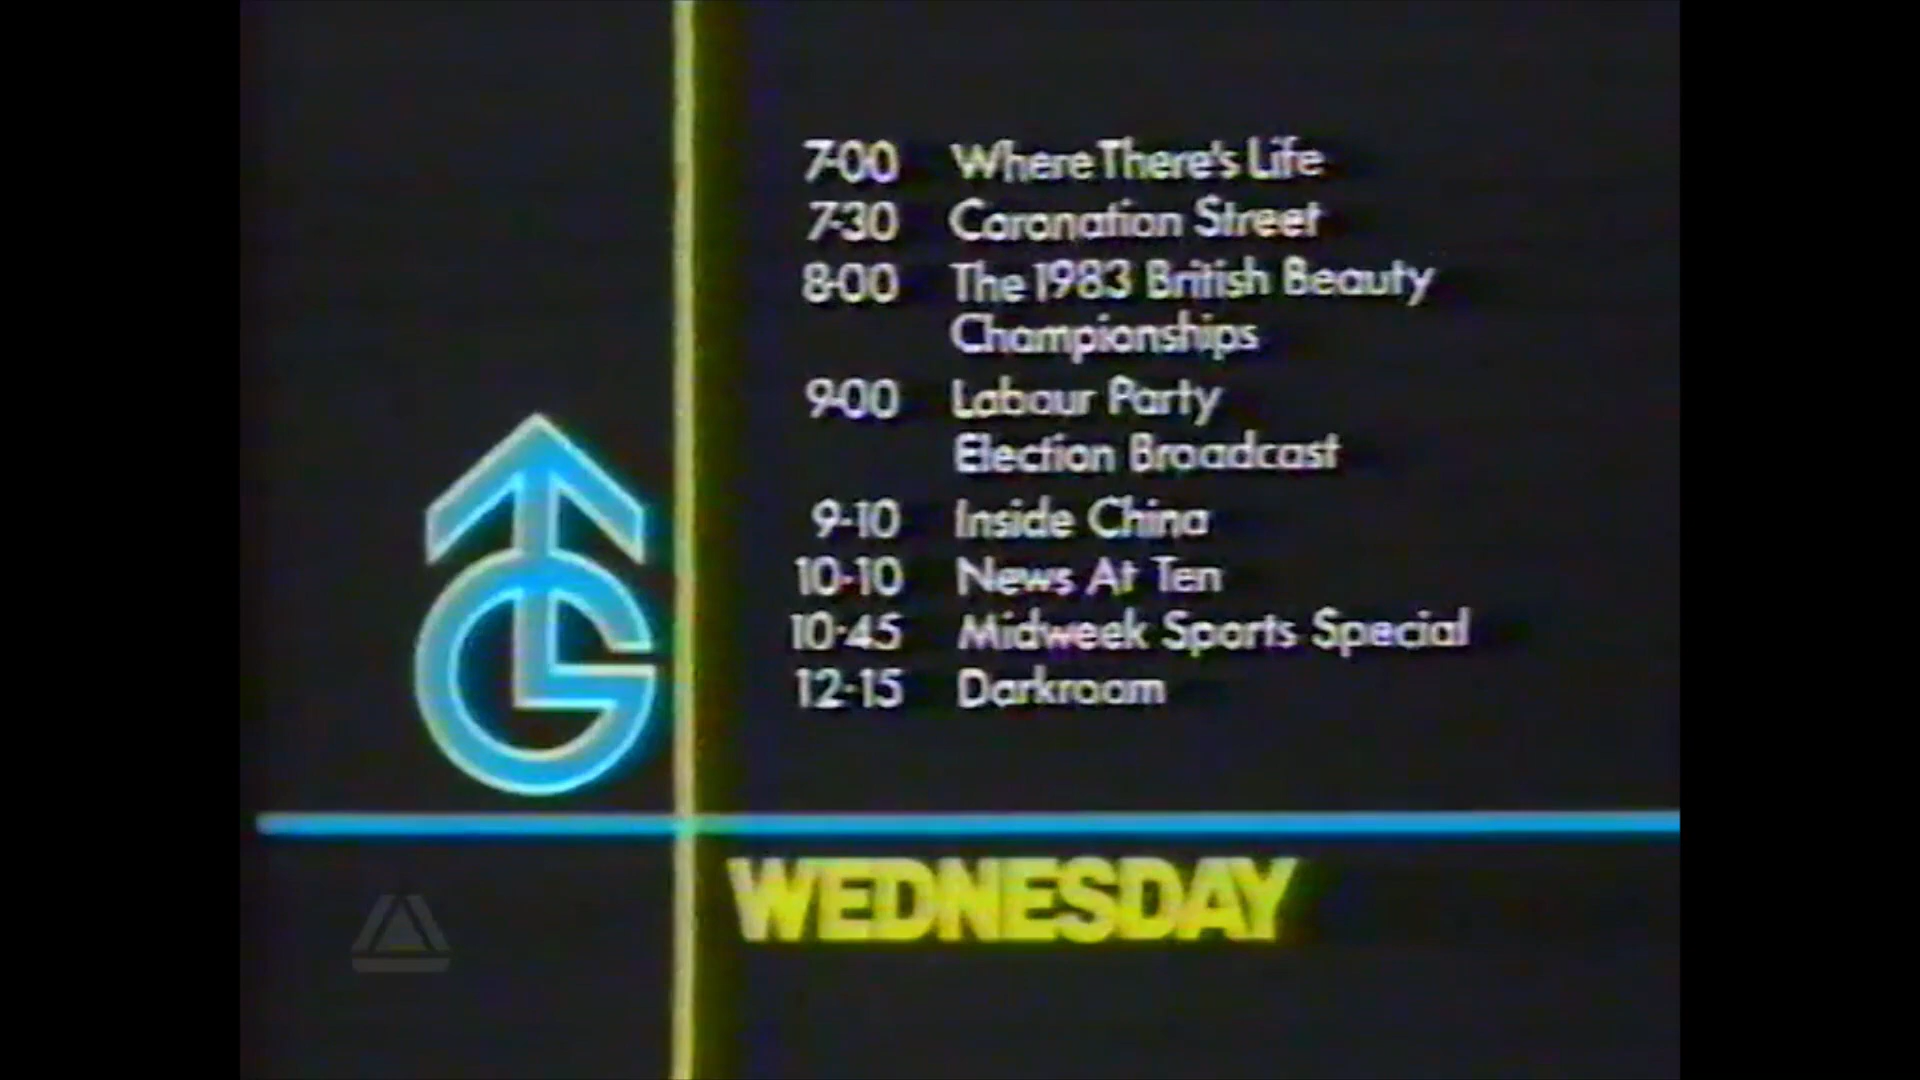 7-00 Where There's Life
7-30 Coronation Street
8-00 The 1983 British Beauty
Championships
9-00 Labour Party
Election Broadcast
9-10 Inside China
10-10 News At Ten
10-45 Midweek Sports Special
12-15 Darkroom
WEDNESDAY